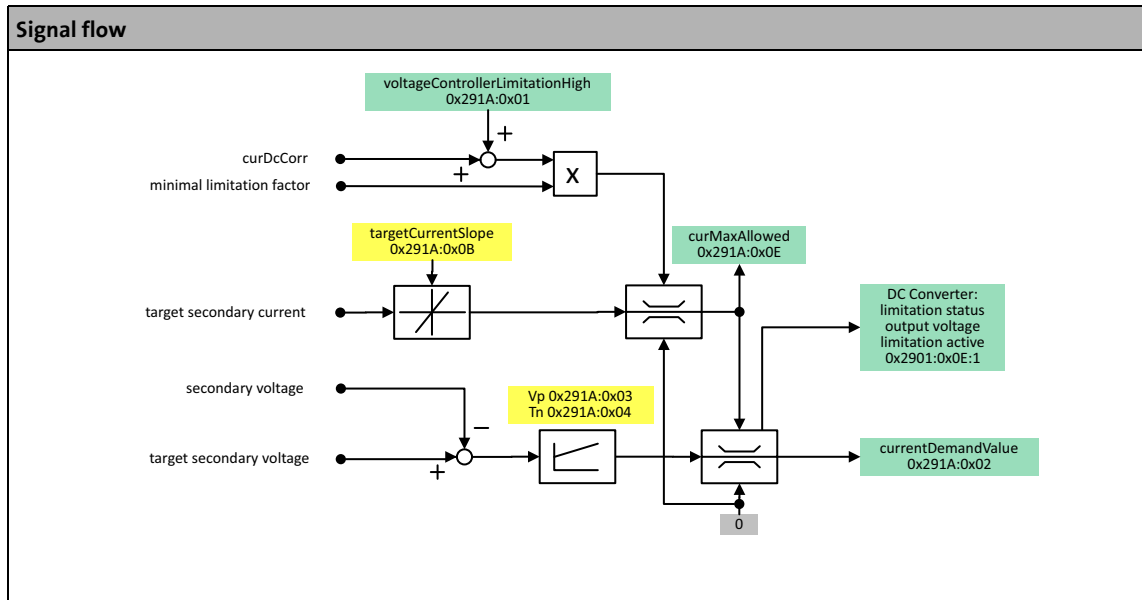 Signal flow
voltageControllerLimitationHigh
0x291A:0x01
+
curDcCorr
+
minimal limitation factor
X
targetCurrentSlope
0x291A:0x0B
curMaxAllowed
0x291A:0x0E
target secondary current
DC Converter:
limitation status
output voltage
limitation active
0x2901:0x0E:1
secondary voltage
Vp 0x291A:0x03
Tn 0x291A:0x04
−
target secondary voltage
+
currentDemandValue
0x291A:0x02
0